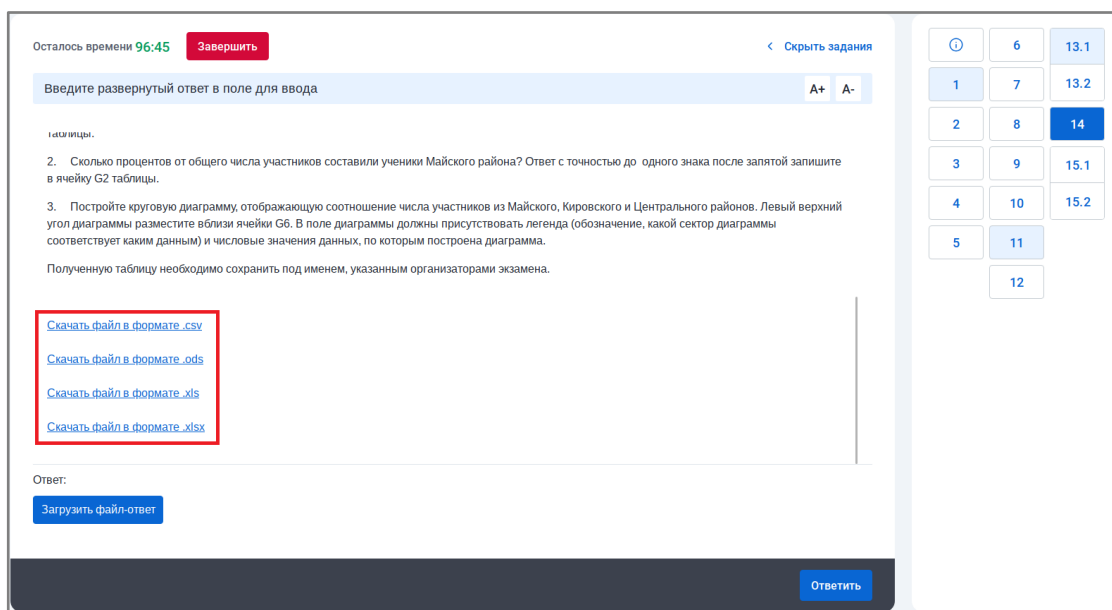 Осталось времени 96:45
Завершить
Скрыть задания
Введите развернутый ответ в поле для ввода
A+ A-
таблицы.
2. Сколько процентов от общего числа участников составили ученики Майского района? Ответ с точностью до одного знака после запятой запишите
в ячейку G2 таблицы.
3. Постройте круговую диаграмму, отображающую соотношение числа участников из Майского, Кировского и Центрального районов. Левый верхний
угол диаграммы разместите вблизи ячейки G6. В поле диаграммы должны присутствовать легенда (обозначение, какой сектор диаграммы
соответствует каким данным) и числовые значения данных, по которым построена диаграмма.
Полученную таблицу необходимо сохранить под именем, указанным организаторами экзамена.
Скачать файл в формате .csv
Скачать файл в формате .ods
Скачать файл в формате .xls
Скачать файл в формате .xlsx
Ответ:
Загрузить файл-ответ
Ответить
6 13.1
1 7 13.2
2 8 14
3 9 15.1
4 10 15.2
5 11
12